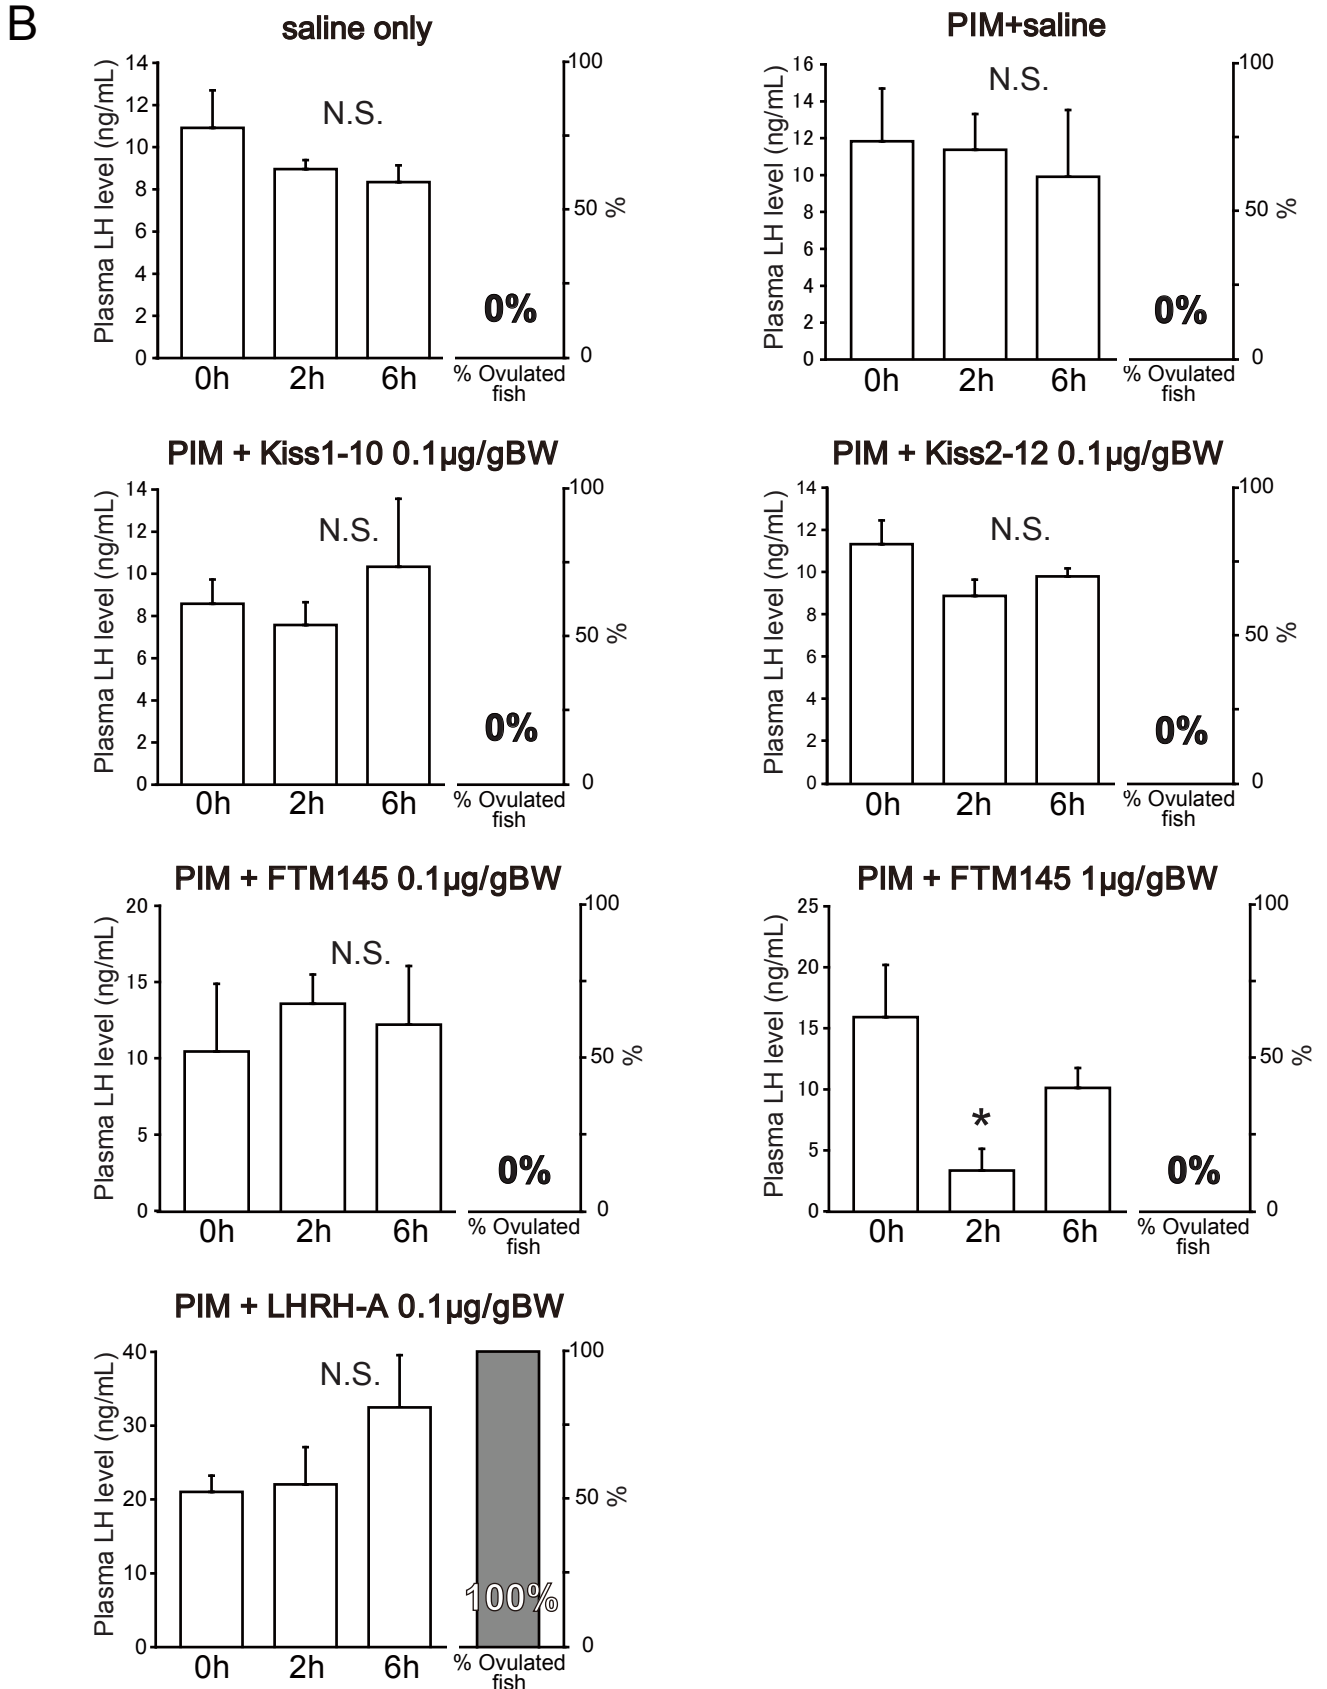 B
saline only
Plasma LH level (ng/mL)
14
12
10
8
6
4
2
0
N.S.
0h
2h
6h
0%
% Ovulated
fish
100
50
0
%
PIM+saline
Plasma LH level (ng/mL)
16
14
12
10
8
6
4
2
0
N.S.
0h
2h
6h
0%
% Ovulated
fish
100
50
0
%
PIM + Kiss1-10 0.1µg/gBW
Plasma LH level (ng/mL)
14
12
10
8
6
4
2
0
N.S.
0h
2h
6h
0%
% Ovulated
fish
100
50
0
%
PIM + Kiss2-12 0.1µg/gBW
Plasma LH level (ng/mL)
14
12
10
8
6
4
2
0
N.S.
0h
2h
6h
0%
% Ovulated
fish
100
50
0
%
PIM + FTM145 0.1µg/gBW
Plasma LH level (ng/mL)
20
15
10
5
0
N.S.
0h
2h
6h
0%
% Ovulated
fish
100
50
0
%
PIM + FTM145 1µg/gBW
Plasma LH level (ng/mL)
25
20
15
10
5
0
*
0h
2h
6h
0%
% Ovulated
fish
100
50
0
%
PIM + LHRH-A 0.1µg/gBW
Plasma LH level (ng/mL)
40
30
20
10
0
N.S.
0h
2h
6h
100%
% Ovulated
fish
100
50
0
%